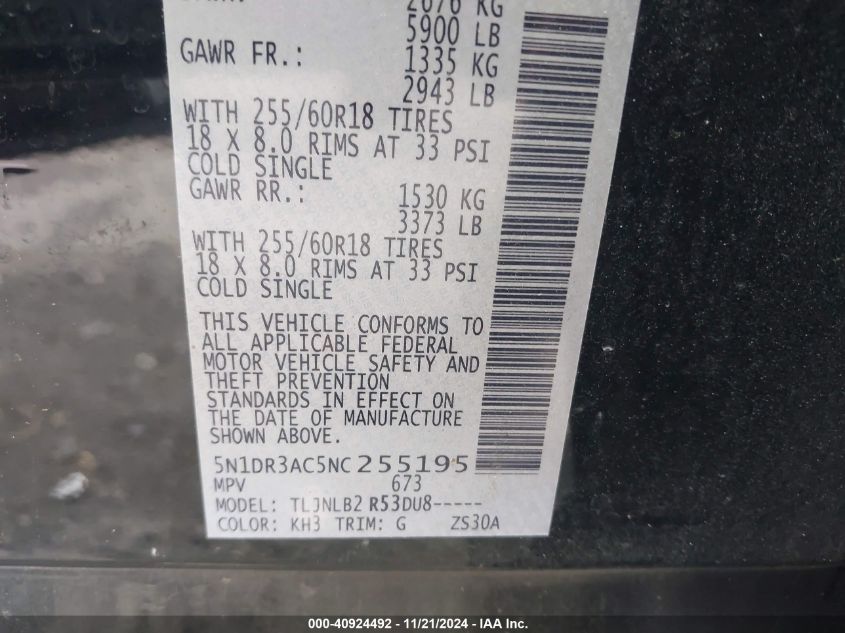 2676 KG
5900 LB
GAWR FR.: 1335 KG
2943 LB
WITH 255/60R18 TIRES
18 X 8.0 RIMS AT 33 PSI
COLD SINGLE
GAWR RR.: 1530 KG
3373 LB
WITH 255/60R18 TIRES
18 X 8.0 RIMS AT 33 PSI
COLD SINGLE
THIS VEHICLE CONFORMS TO
ALL APPLICABLE FEDERAL
MOTOR VEHICLE SAFETY AND
THEFT PREVENTION
STANDARDS IN EFFECT ON
THE DATE OF MANUFACTURE
SHOWN ABOVE.
5N1DR3AC5NC255195
MPV 673
MODEL: TLJNLB2 R53DU8-----
COLOR: KH3 TRIM: G ZS30A
000-40924492 - 11/21/2024 - IAA Inc.